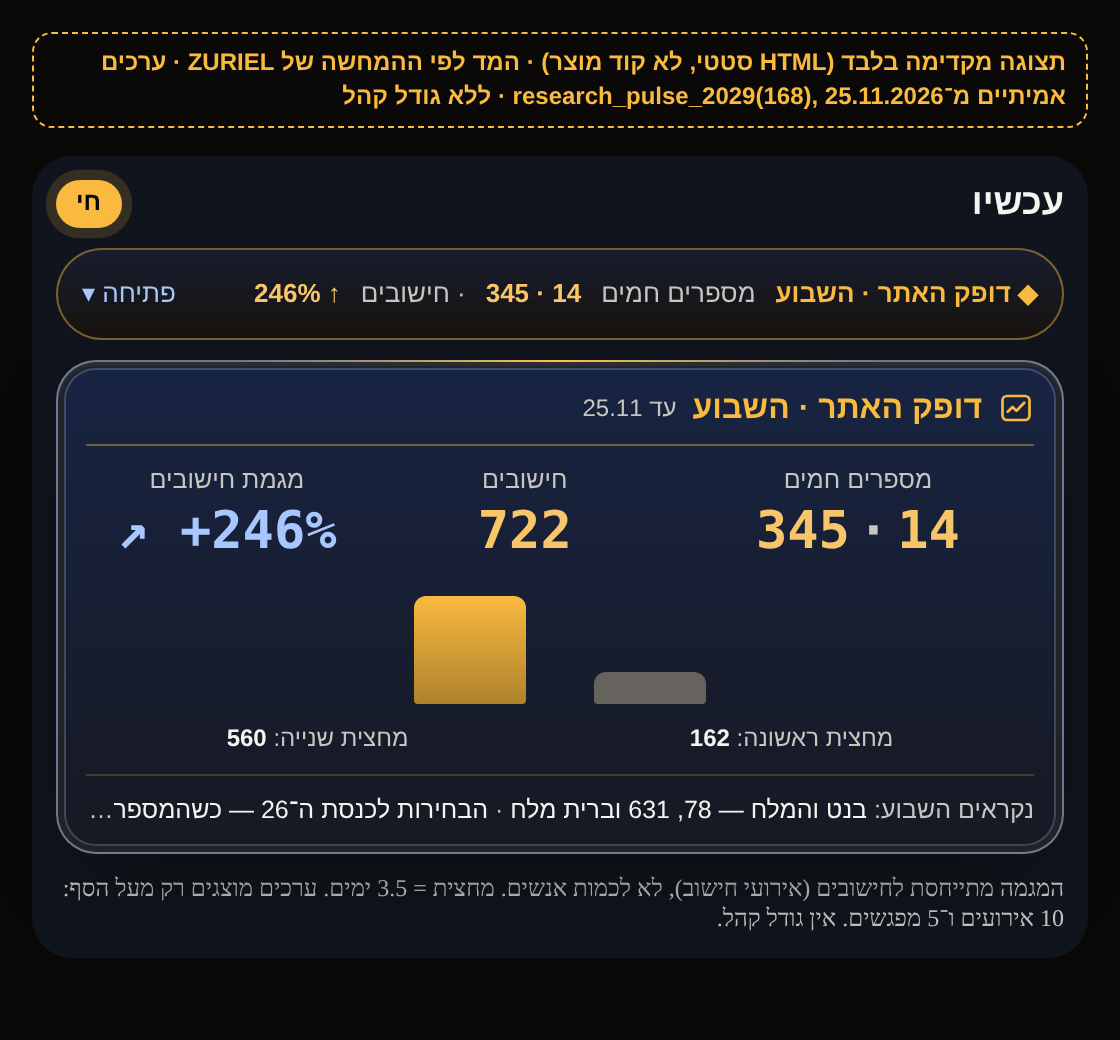 תצוגה מקדימה בלבד (HTML סטטי, לא קוד מוצר) · המד לפי ההמחשה של ZURIEL · ערכים
אמיתיים מ־25.11.2026 ,research_pulse_2029(168) · ללא גודל קהל
עכשיו
חי
◆ דופק האתר · השבוע מספרים חמים 14 · 345 · חישובים ↑ 246% פתיחה ▾
דופק האתר · השבוע עד 25.11
מספרים חמים חישובים מגמת חישובים
14 · 345 722 +246% ↗
מחצית ראשונה: 162 מחצית שנייה: 560
נקראים השבוע: בנט והמלח — 78, 631 וברית מלח · הבחירות לכנסת ה־26 — כשהמספר…
המגמה מתייחסת לחישובים (אירועי חישוב), לא לכמות אנשים. מחצית = 3.5 ימים. ערכים מוצגים רק מעל הסף:
10 אירועים ו־5 מפגשים. אין גודל קהל.